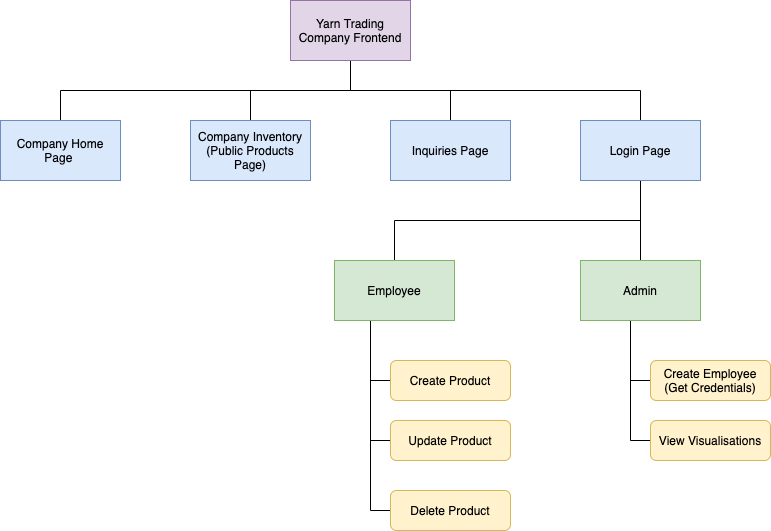 Yarn Trading
Company Frontend
Company Home
Page
Company Inventory
(Public Products
Page)
Inquiries Page
Login Page
Employee
Admin
Create Product
Update Product
Delete Product
Create Employee
(Get Credentials)
View Visualisations